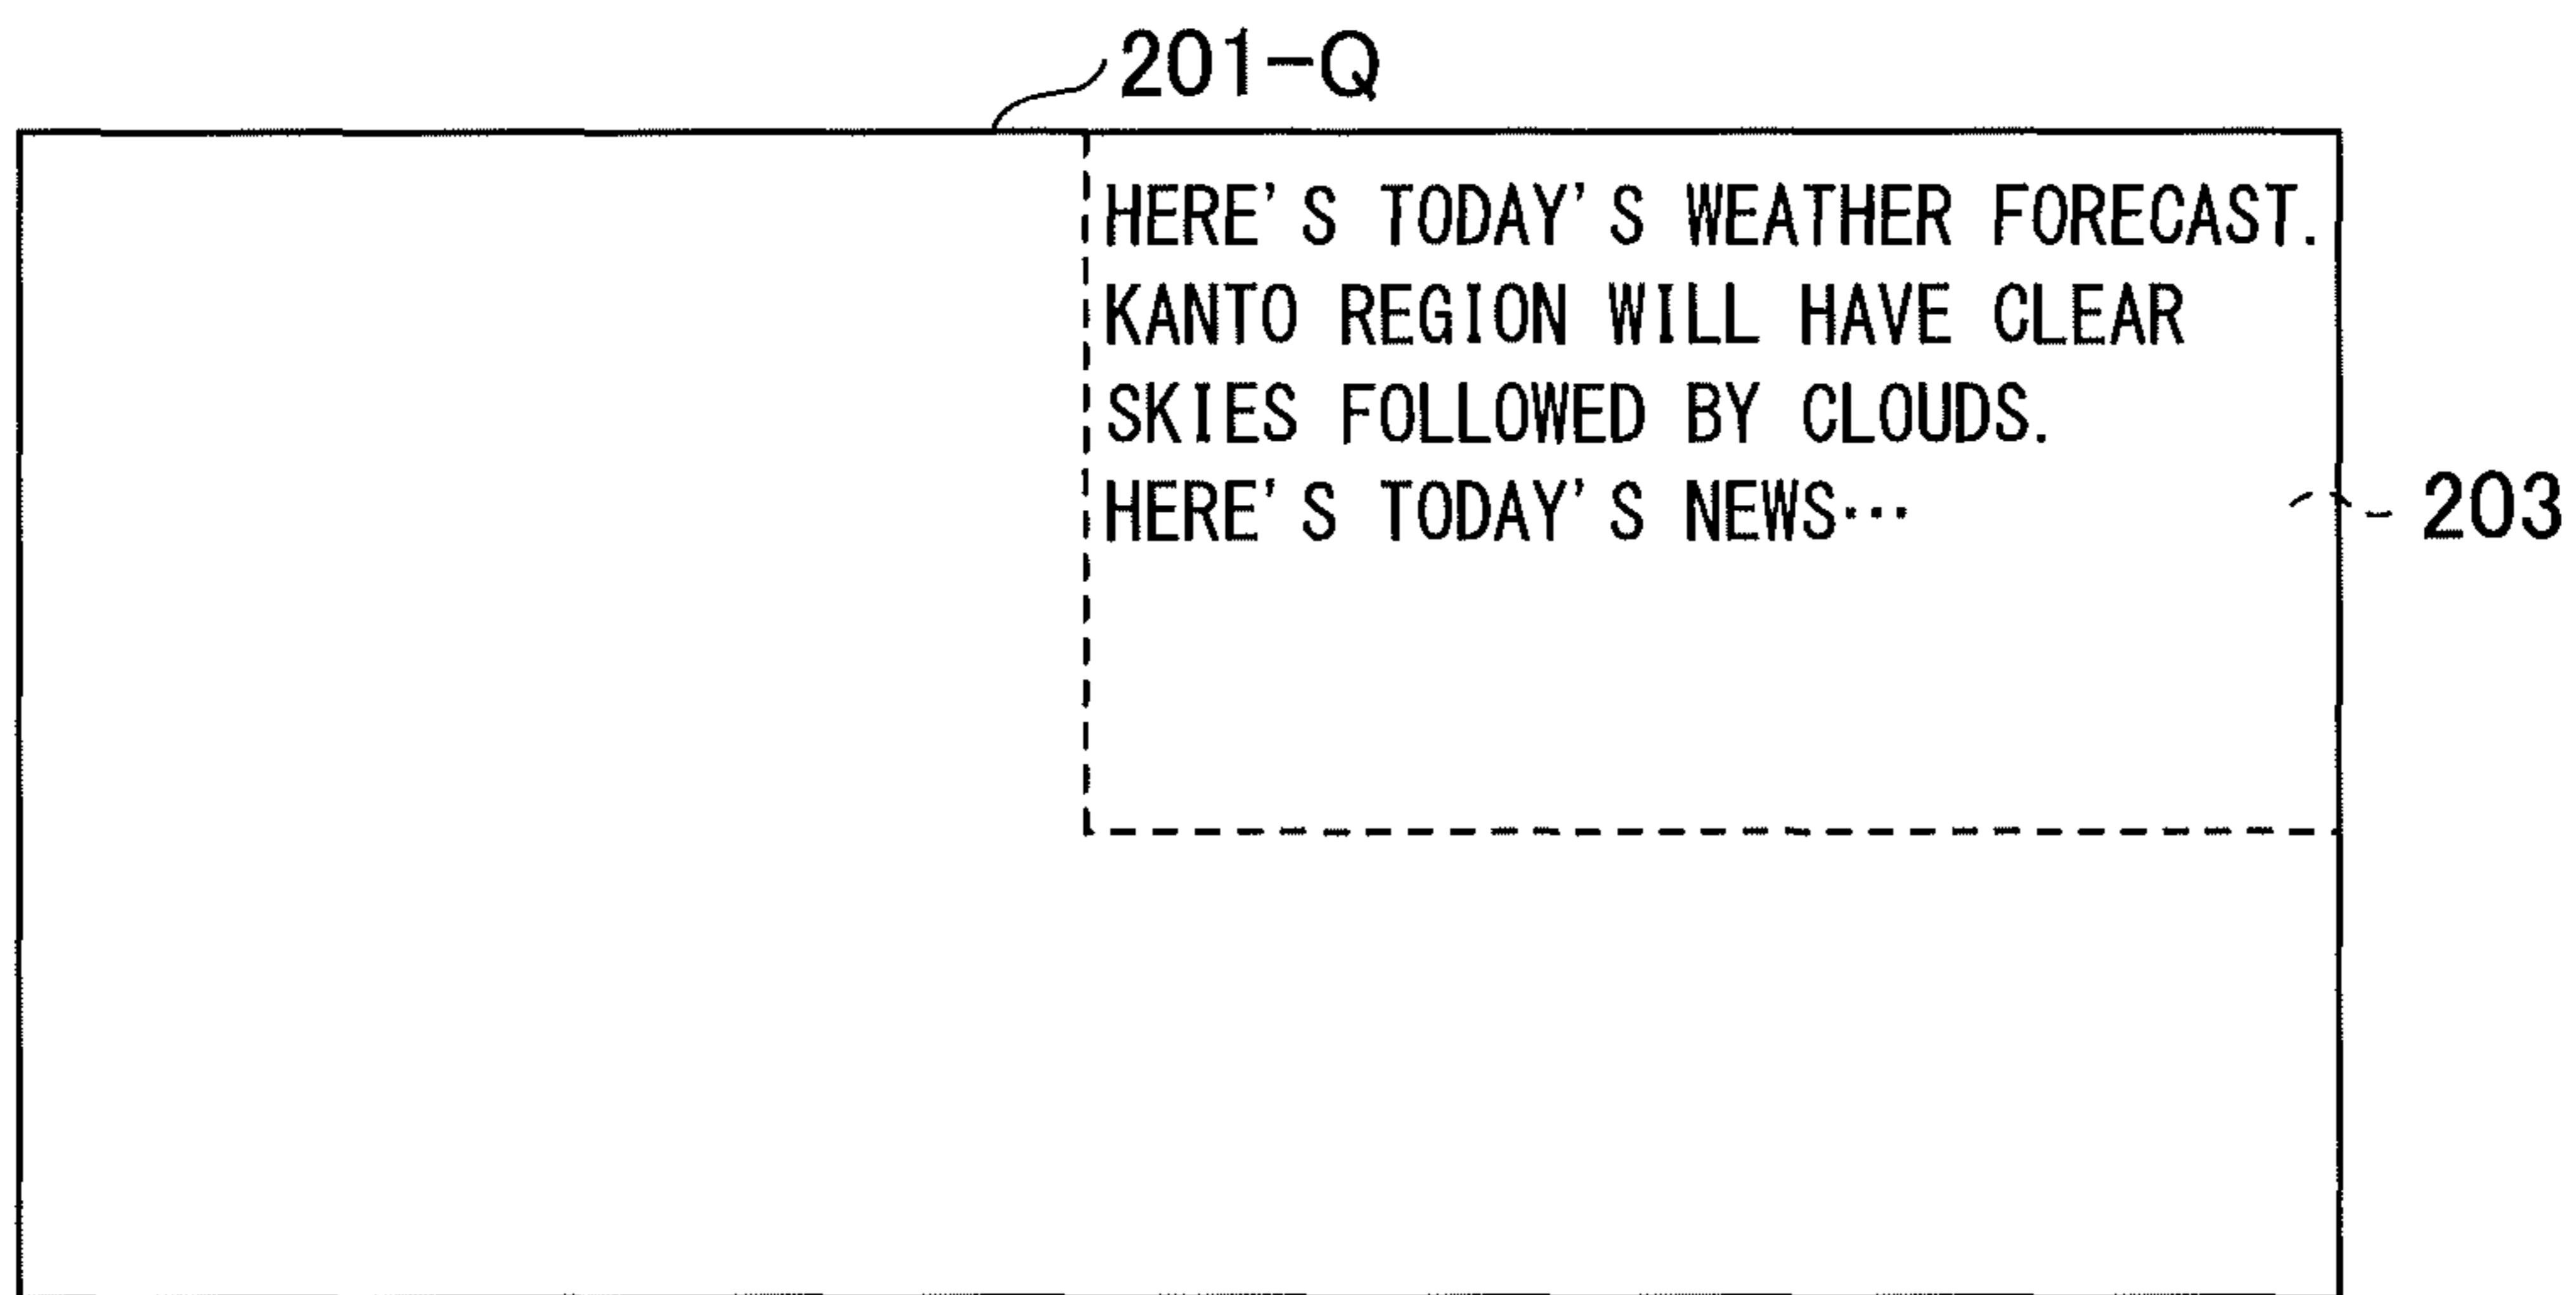 201-Q
HERE'S TODAY'S WEATHER FORECAST.
KANTO REGION WILL HAVE CLEAR
SKIES FOLLOWED BY CLOUDS.
HERE'S TODAY'S NEWS…
203